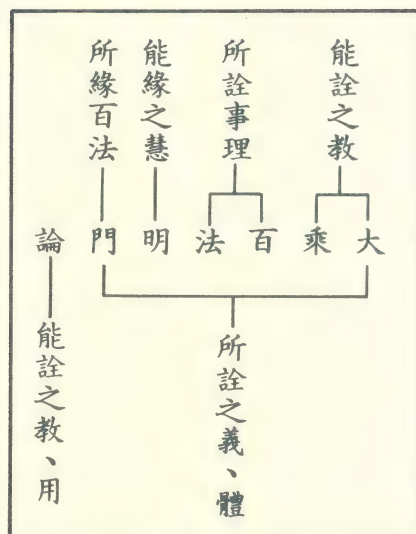 能詮之教
所詮事理
能緣之慧
所緣百法
大乘百法明門論
所詮之義、體
能詮之教、用